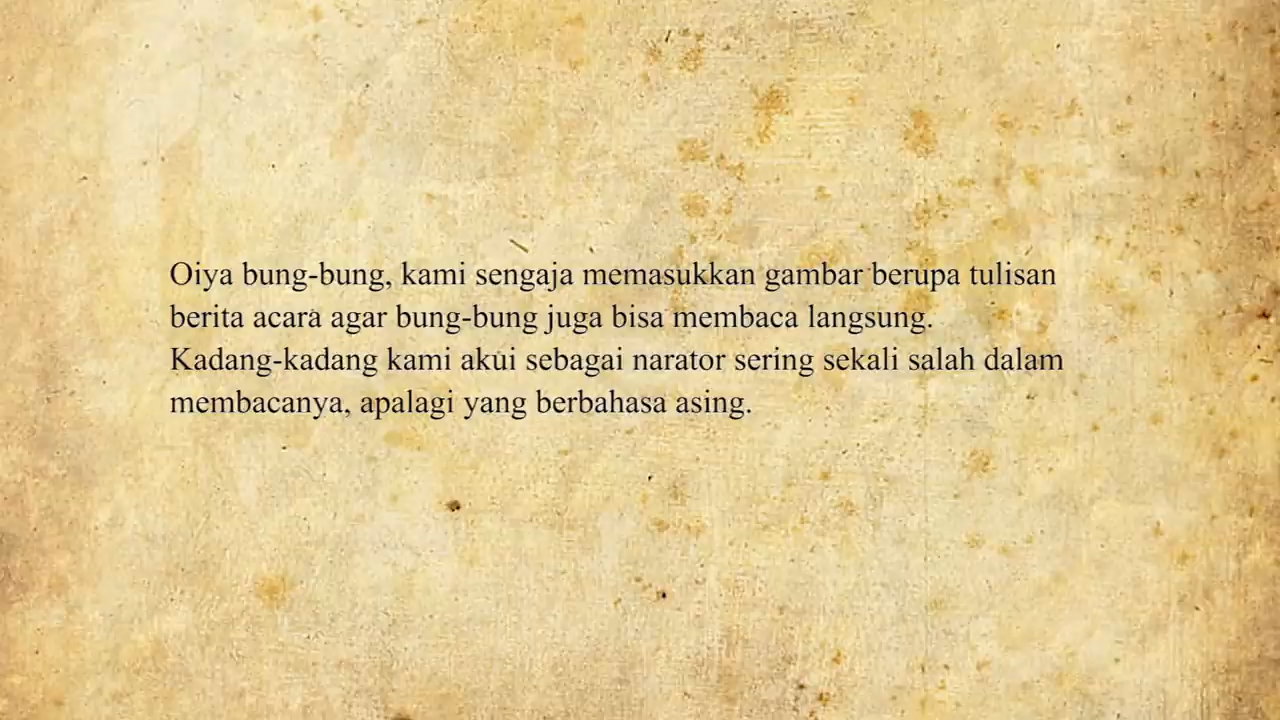 Oiya bung-bung, kami sengaja memasukkan gambar berupa tulisan
berita acara agar bung-bung juga bisa membaca langsung.
Kadang-kadang kami akui sebagai narator sering sekali salah dalam
membacanya, apalagi yang berbahasa asing.